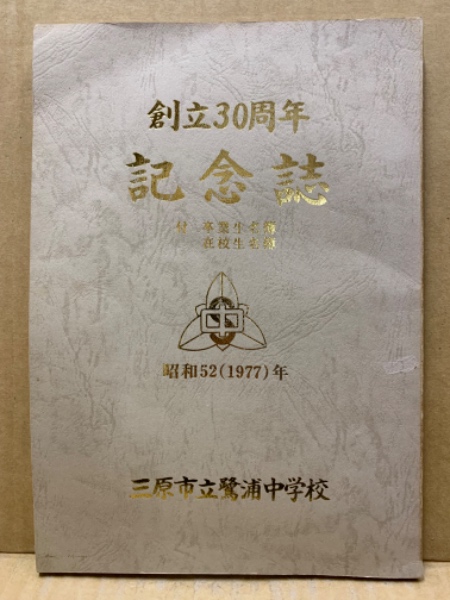 創立30周年
記念誌
付 卒業生名簿
在校生名簿
中
昭和52(1977)年
三原市立鷺浦中学校